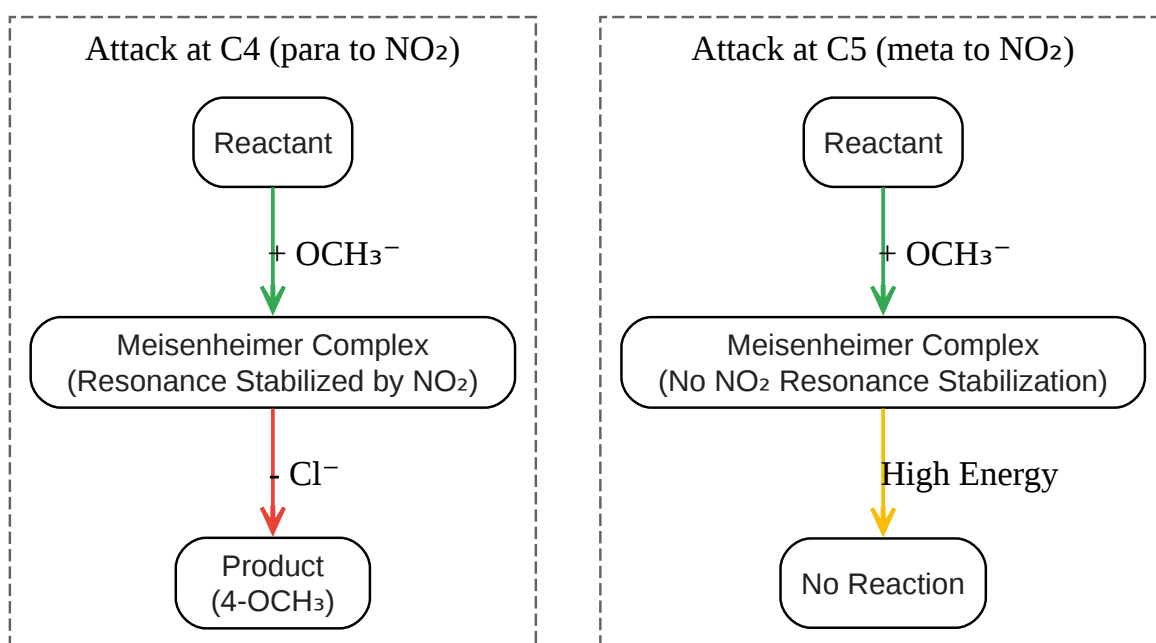 Attack at C4 (para to NO₂)
Reactant
+ OCH₃⁻
Meisenheimer Complex
(Resonance Stabilized by NO₂)
- Cl⁻
Product
(4-OCH₃)
Attack at C5 (meta to NO₂)
Reactant
+ OCH₃⁻
Meisenheimer Complex
(No NO₂ Resonance Stabilization)
High Energy
No Reaction